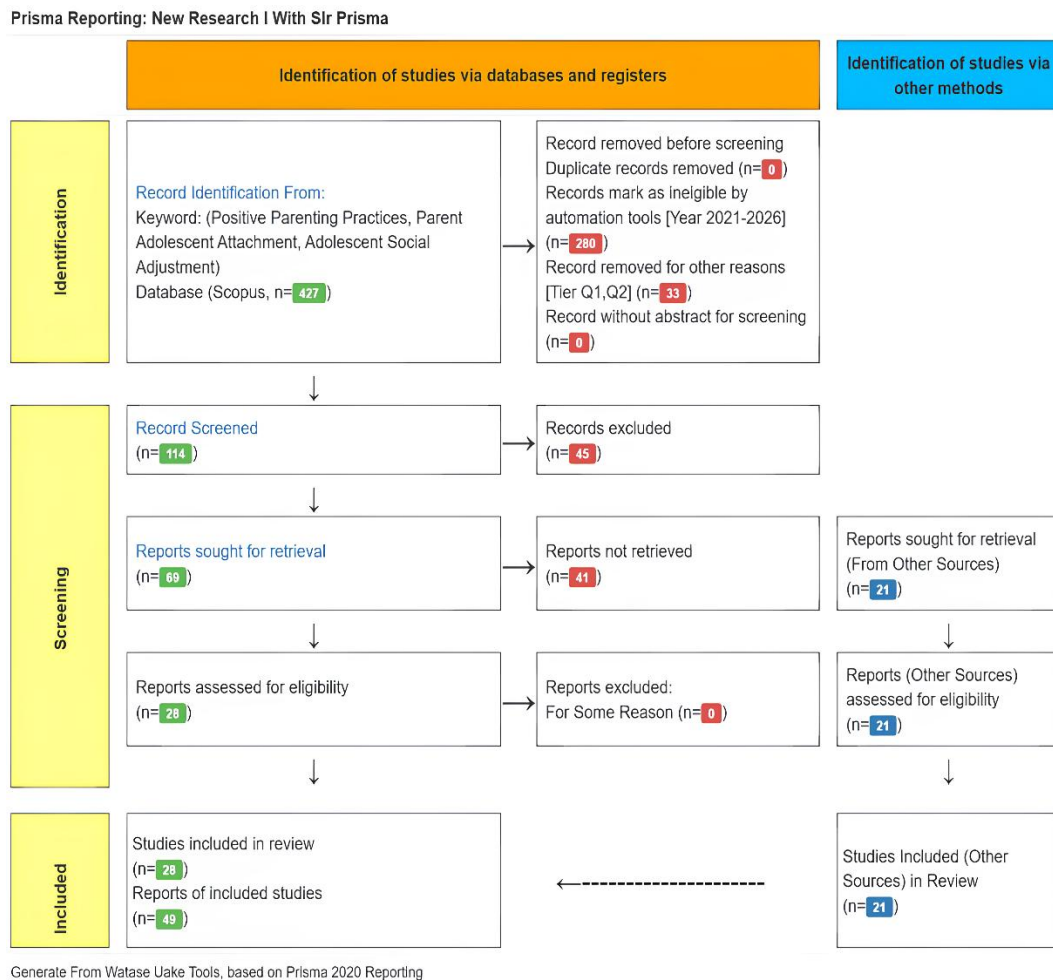 Prisma Reporting: New Research I With Slr Prisma
Identification of studies via databases and registers
Identification of studies via
other methods
Identification
Record Identification From:
Keyword: (Positive Parenting Practices, Parent
Adolescent Attachment, Adolescent Social
Adjustment)
Database (Scopus, n= 427 )
Record removed before screening
Duplicate records removed (n= 0 )
Records mark as inelegible by
automation tools [Year 2021-2026]
(n= 280 )
Record removed for other reasons
[Tier Q1,Q2] (n= 33 )
Record without abstract for screening
(n= 0 )
Screening
Record Screened
(n= 114 )
Records excluded
(n= 45 )
Reports sought for retrieval
(n= 69 )
Reports not retrieved
(n= 41 )
Reports sought for retrieval
(From Other Sources)
(n= 21 )
Reports assessed for eligibility
(n= 28 )
Reports excluded:
For Some Reason (n= 0 )
Reports (Other Sources)
assessed for eligibility
(n= 21 )
Included
Studies included in review
(n= 28 )
Reports of included studies
(n= 49 )
Studies Included (Other
Sources) in Review
(n= 21 )
Generate From Watase Uake Tools, based on Prisma 2020 Reporting